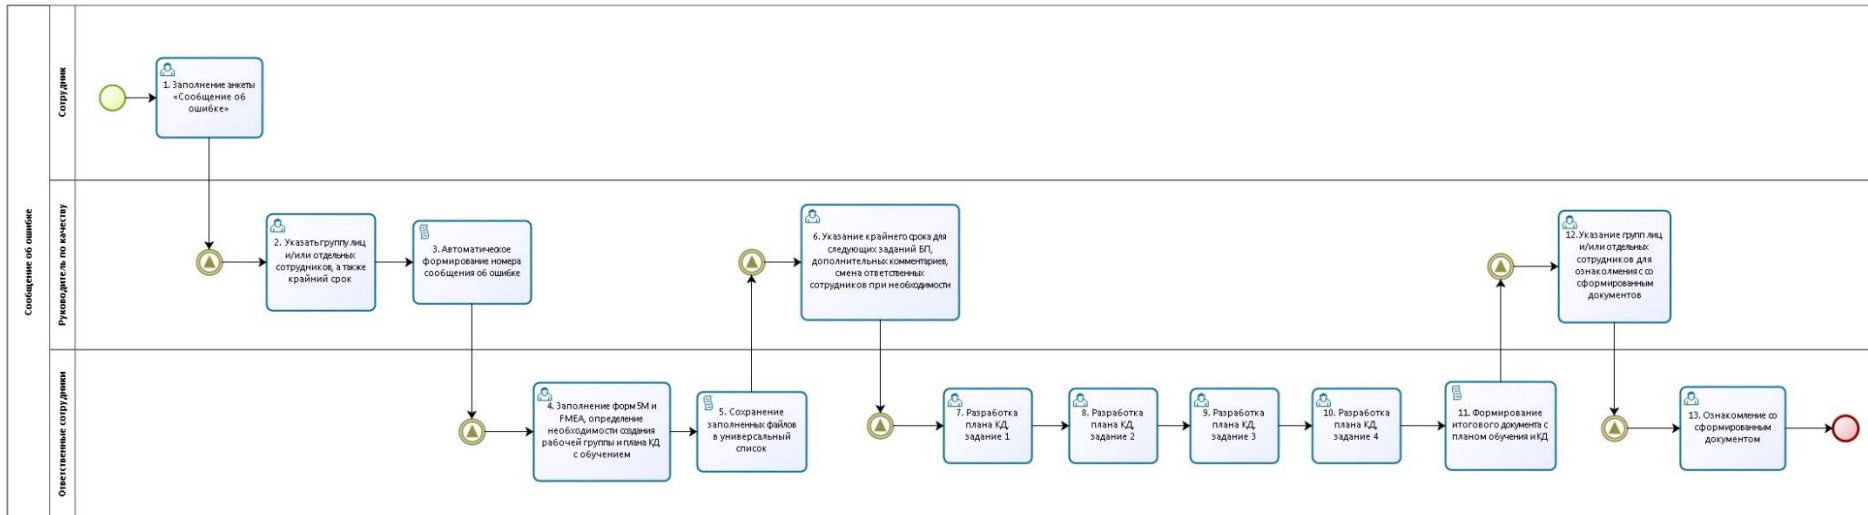 Сообщение об ошибке
Сотрудник
1. Заполнение анкеты
«Сообщение об
ошибке»
Руководитель по качеству
2. Указать группу лиц
и/или отдельных
сотрудников, а также
крайний срок
3. Автоматическое
формирование номера
сообщения об ошибке
6. Указание крайнего срока для
следующих заданий БП,
дополнительных комментариев,
смена ответственных
сотрудников при необходимости
12. Указание групп лиц
и/или отдельных
сотрудников для
ознаколмления с со
сформированным
документов
Ответственные сотрудники
4. Заполнение форм 5М и
FMEA, определение
необходимости создания
рабочей группы и плана КД
с обучением
5. Сохранение
заполненных файлов
в универсальный
список
7. Разработка
плана КД,
задание 1
8. Разработка
плана КД,
задание 2
9. Разработка
плана КД,
задание 3
10. Разработка
плана КД,
задание 4
11. Формирование
итогового документа с
планом обучения и КД
13. Ознакомление со
сформированным
документом